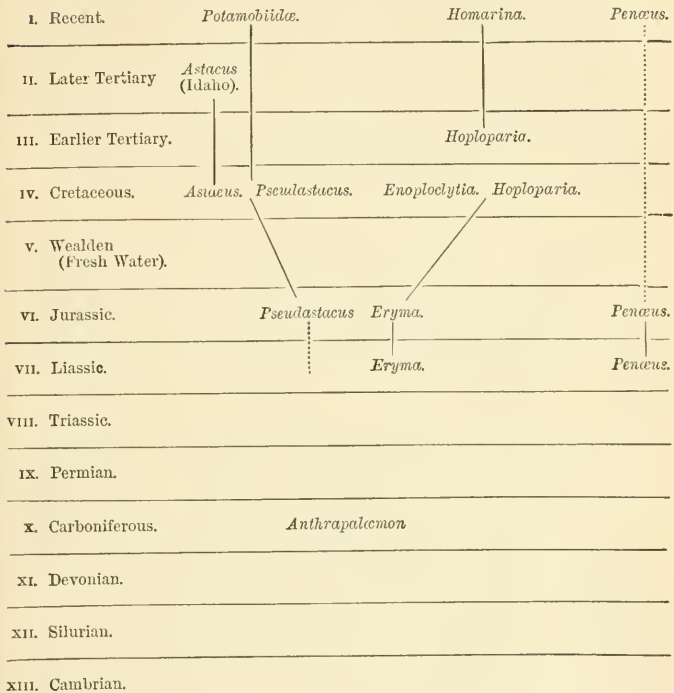 I. Recent. Potamobiidæ. Homarina. Penæus.
II. Later Tertiary Astacus
(Idaho).
III. Earlier Tertiary. Hoploparia.
IV. Cretaceous. Astacus. Pseudastacus. Enoploclytia. Hoploparia.
V. Wealden
(Fresh Water).
VI. Jurassic. Pseudastacus Eryma. Penæus.
VII. Liassic. Eryma. Penæus.
VIII. Triassic.
IX. Permian.
X. Carboniferous. Anthrapalæmon
XI. Devonian.
XII. Silurian.
XIII. Cambrian.